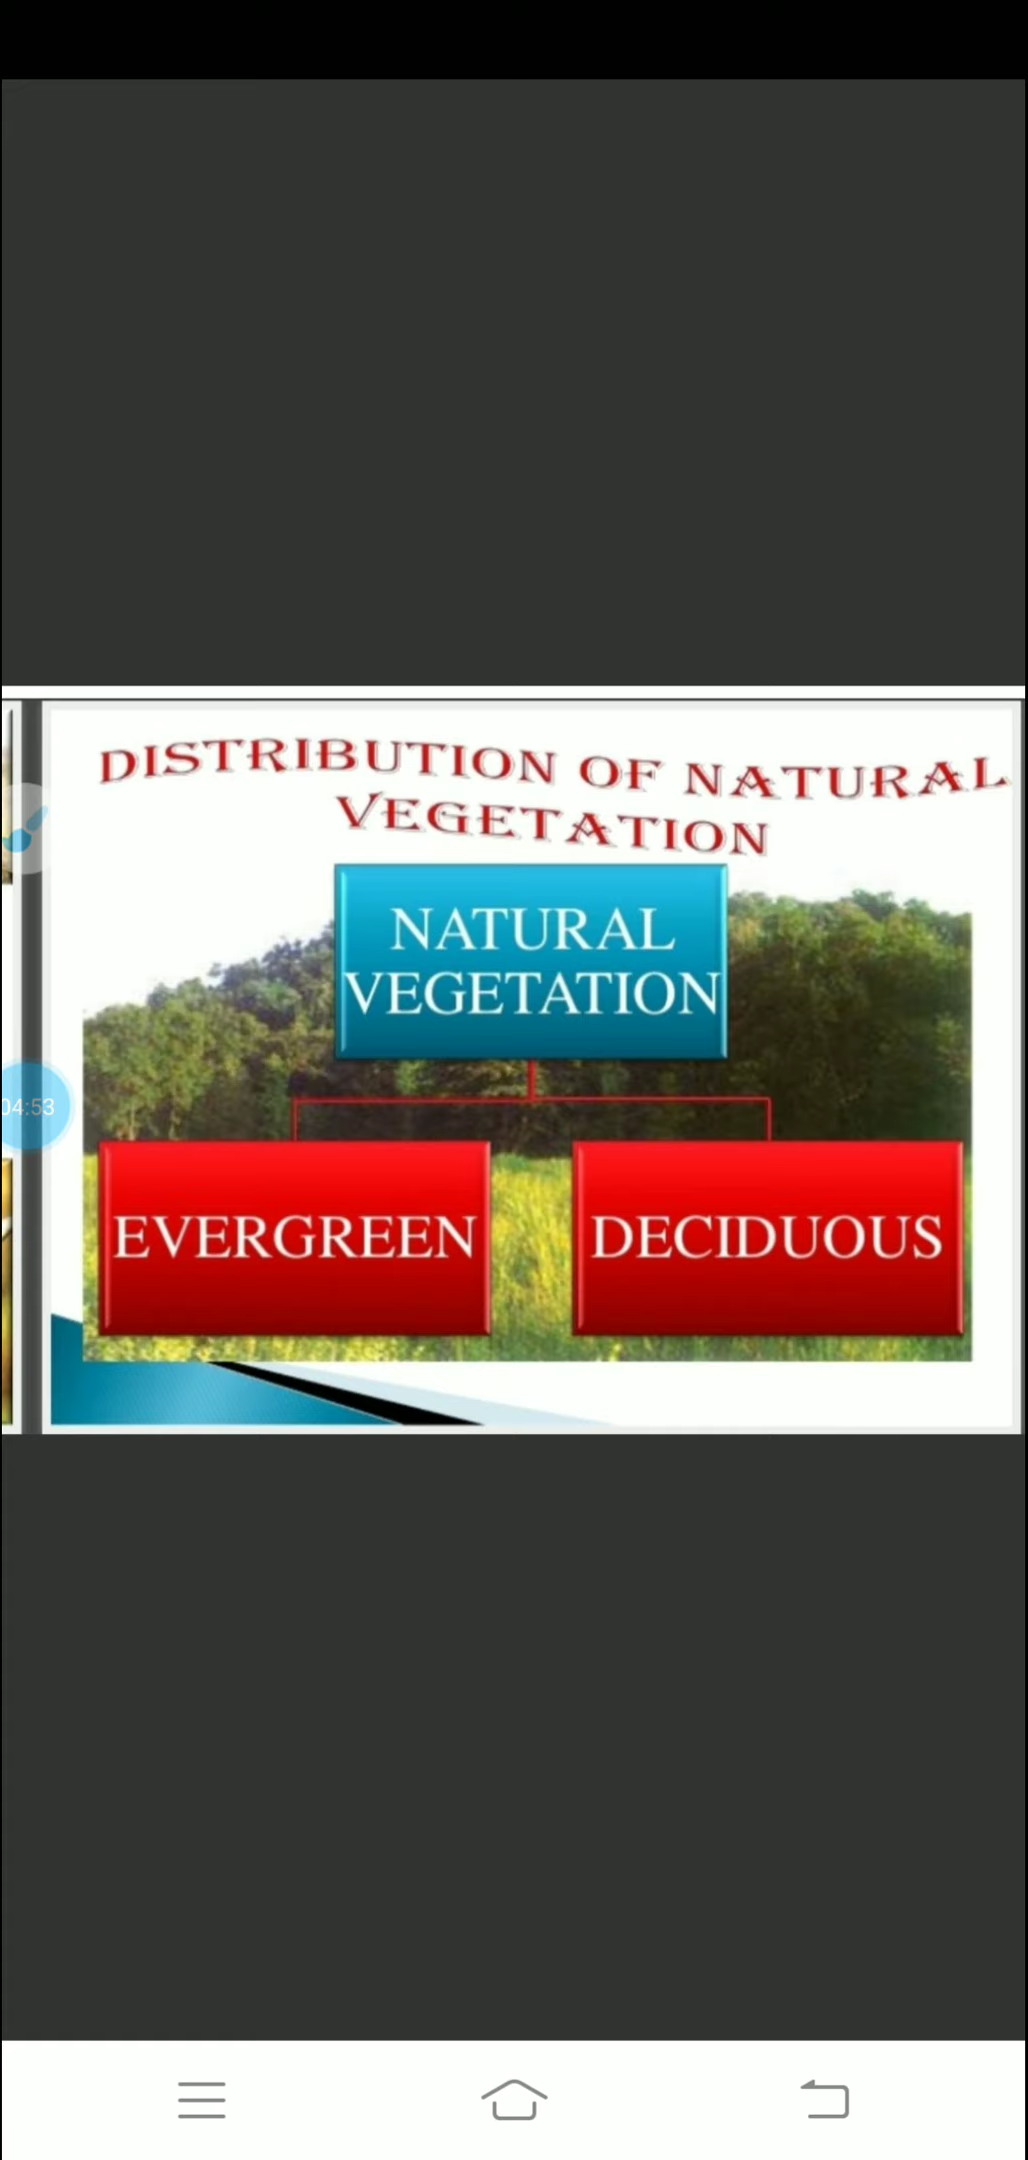 DISTRIBUTION OF NATURAL
VEGETATION
NATURAL
VEGETATION
04:53
EVERGREEN
DECIDUOUS